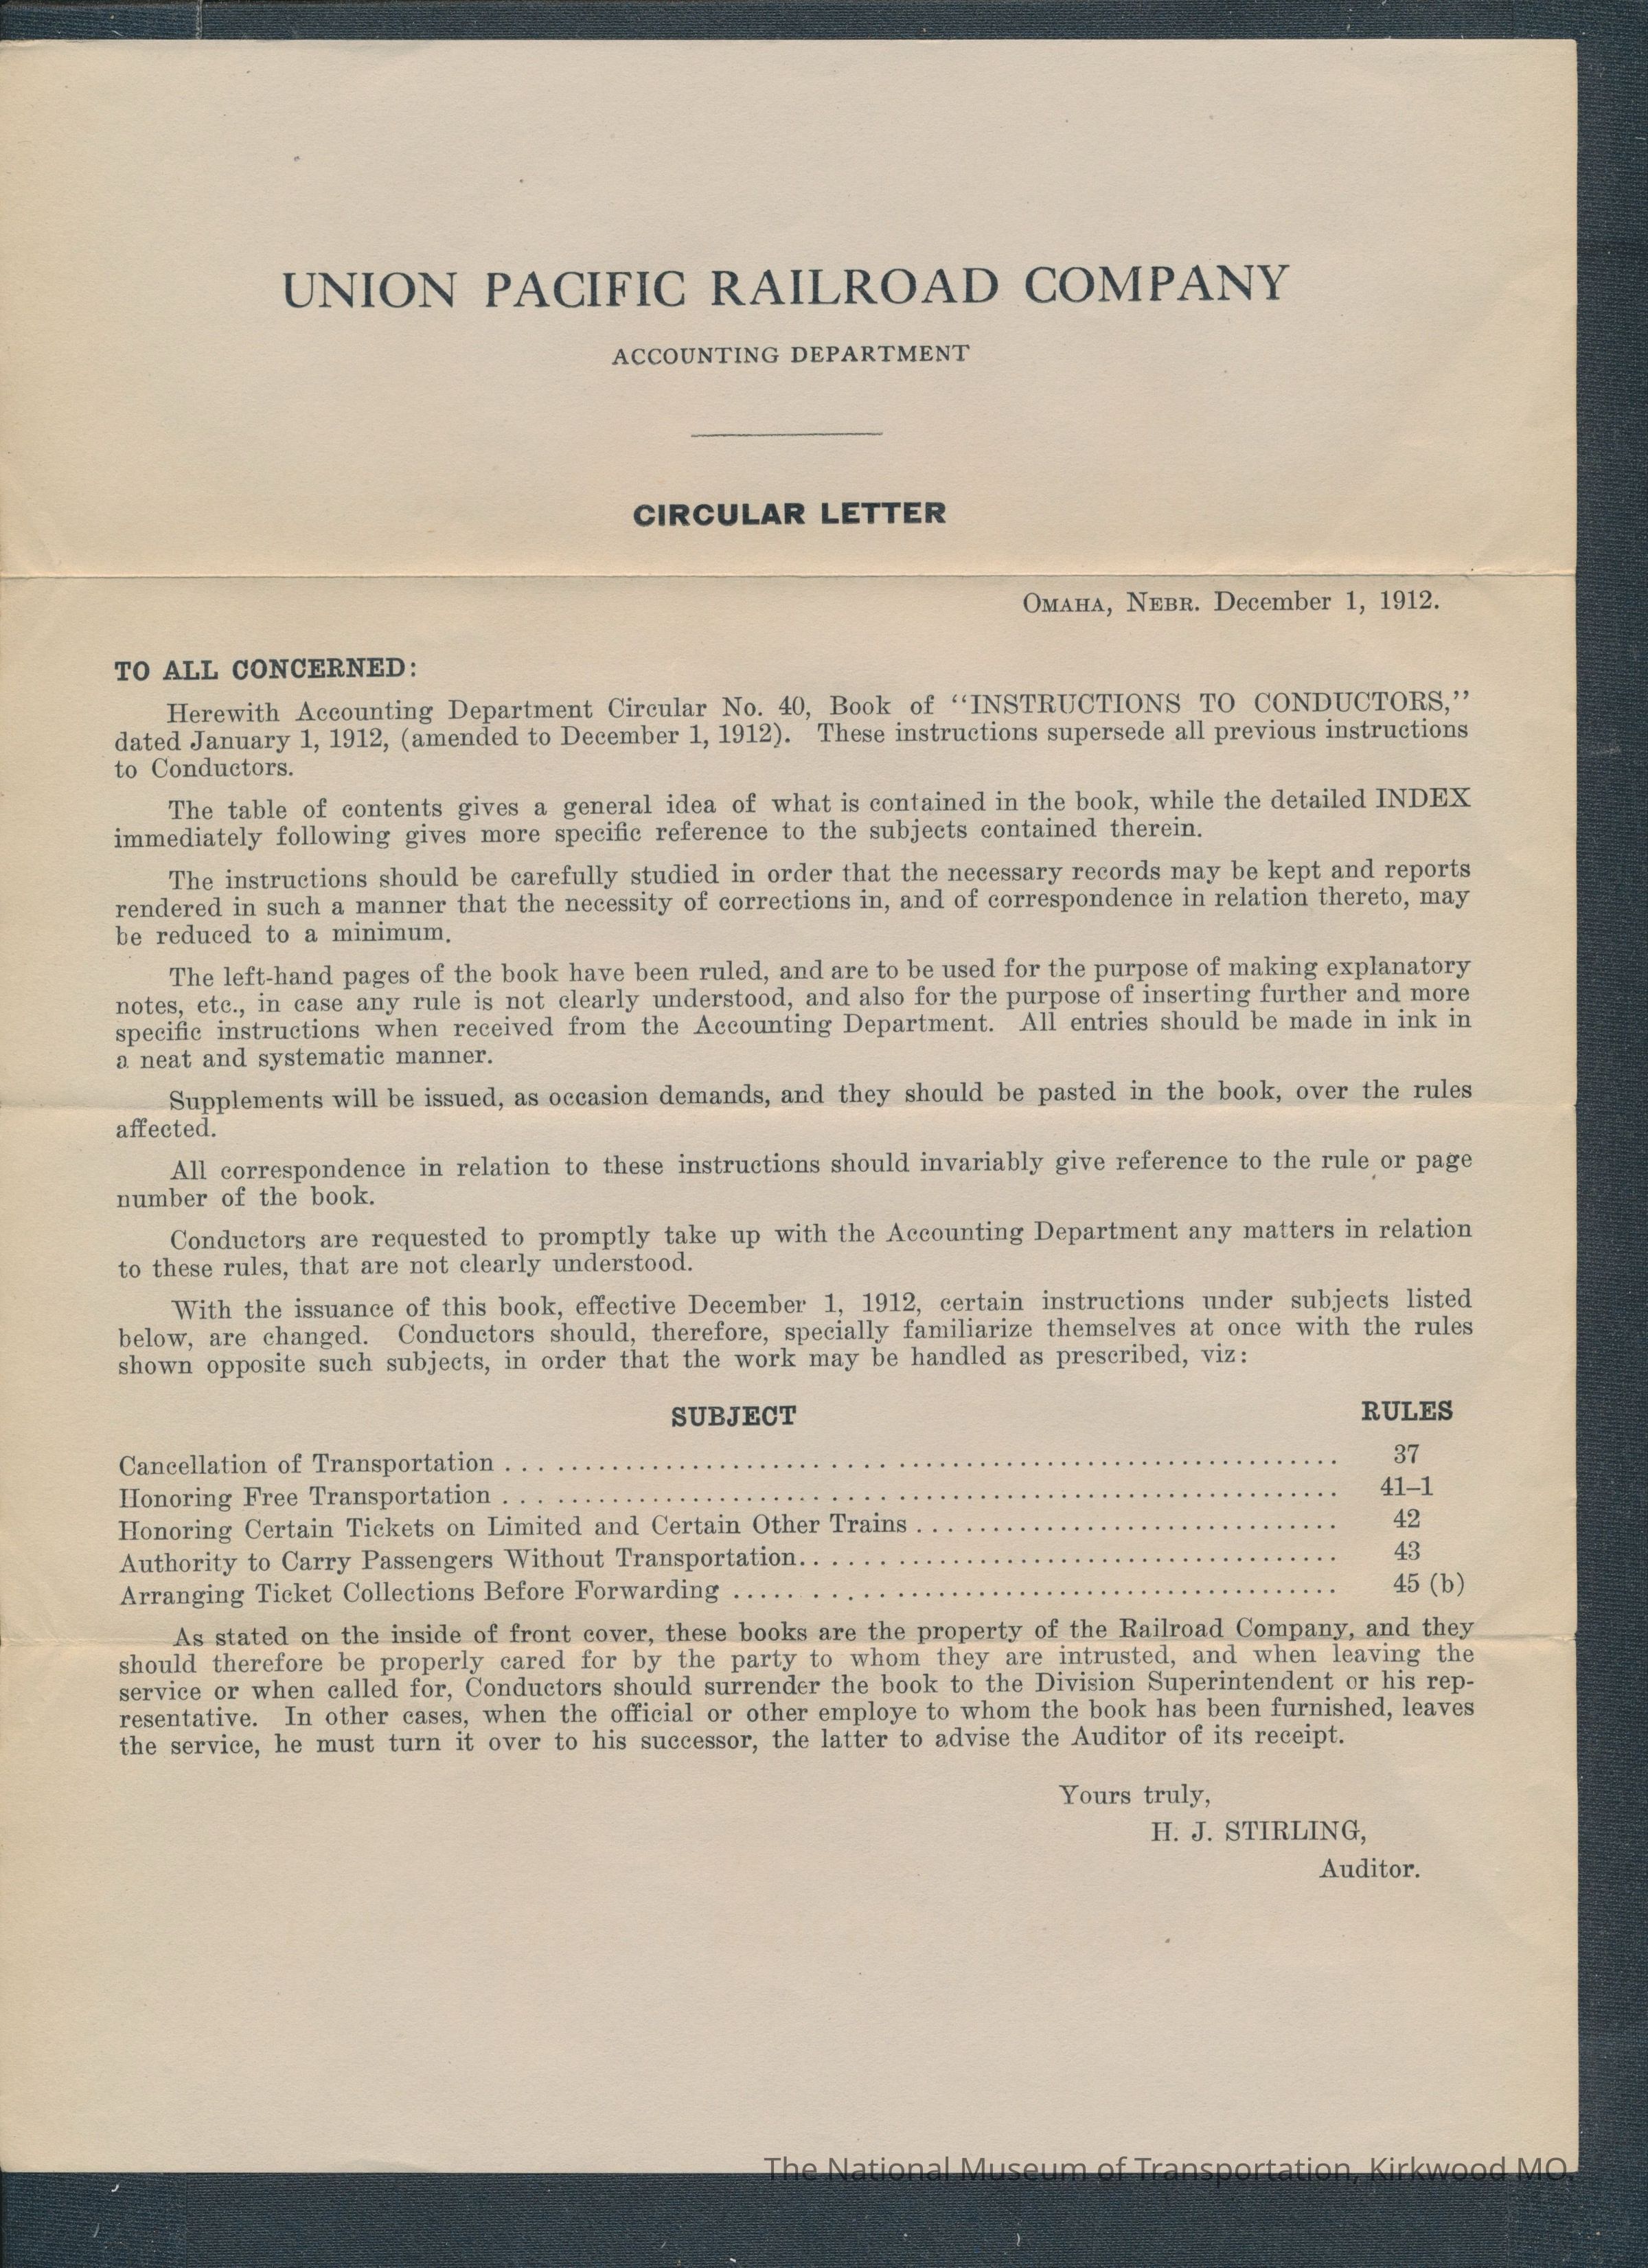 UNION PACIFIC RAILROAD COMPANY
ACCOUNTING DEPARTMENT
CIRCULAR LETTER
OMAHA, NEBR. December 1, 1912.
TO ALL CONCERNED:
Herewith Accounting Department Circular No. 40, Book of “INSTRUCTIONS TO CONDUCTORS,”
dated January 1, 1912, (amended to December 1, 1912). These instructions supersede all previous instructions
to Conductors.
The table of contents gives a general idea of what is contained in the book, while the detailed INDEX
immediately following gives more specific reference to the subjects contained therein.
The instructions should be carefully studied in order that the necessary records may be kept and reports
rendered in such a manner that the necessity of corrections in, and of correspondence in relation thereto, may
be reduced to a minimum.
The left-hand pages of the book have been ruled, and are to be used for the purpose of making explanatory
notes, etc., in case any rule is not clearly understood, and also for the purpose of inserting further and more
specific instructions when received from the Accounting Department. All entries should be made in ink in
a neat and systematic manner.
Supplements will be issued, as occasion demands, and they should be pasted in the book, over the rules
affected.
All correspondence in relation to these instructions should invariably give reference to the rule or page
number of the book.
Conductors are requested to promptly take up with the Accounting Department any matters in relation
to these rules, that are not clearly understood.
With the issuance of this book, effective December 1, 1912, certain instructions under subjects listed
below, are changed. Conductors should, therefore, specially familiarize themselves at once with the rules
shown opposite such subjects, in order that the work may be handled as prescribed, viz:
SUBJECT RULES
Cancellation of Transportation ........ 37
Honoring Free Transportation ........ 41–1
Honoring Certain Tickets on Limited and Certain Other Trains ........ 42
Authority to Carry Passengers Without Transportation ........ 43
Arranging Ticket Collections Before Forwarding ........ 45 (b)
As stated on the inside of front cover, these books are the property of the Railroad Company, and they
should therefore be properly cared for by the party to whom they are intrusted, and when leaving the
service or when called for, Conductors should surrender the book to the Division Superintendent or his rep-
resentative. In other cases, when the official or other employe to whom the book has been furnished, leaves
the service, he must turn it over to his successor, the latter to advise the Auditor of its receipt.
Yours truly,
H. J. STIRLING,
Auditor.
The National Museum of Transportation, Kirkwood MO.